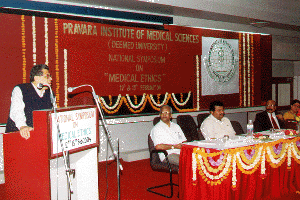 PRAVARA INSTITUTE OF MEDICAL SCIENCES
(DEEMED UNIVERSITY)
NATIONAL SYMPOSIUM
ON
"MEDICAL ETHICS"
NATIONAL SYMPOSIUM
ON
MEDICAL ETHICS